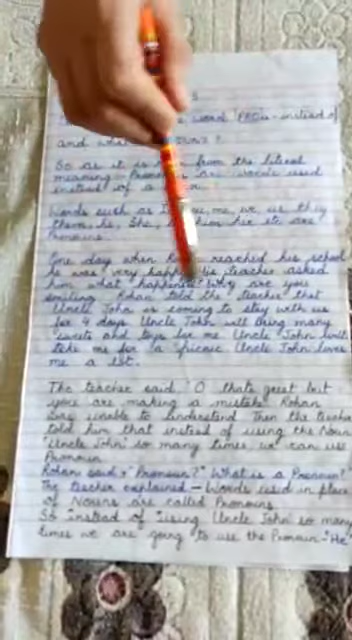 word "PRO" instead of
and what
So as it is from the literal
meaning - Pronouns are words used
instead of a
Words such as I me, we, us they
them, he, She, him her etc are
Pronouns.
One day when reached his school
he was very happy. His teacher asked
him what happened? Why are you
smiling. Rohan told the teacher that
Uncle John is coming to stay with us
for 4 days Uncle John will bring many
sweets and toys for me Uncle John will
take me for a picnic Uncle John loves
me a lot.
The teacher said 'O thats great but
you are making a mistake Rohan
was unable to understand Then the teacher
told him that instead of using the Noun
'Uncle John' so many times we can use
Pronoun
Rohan said "Pronoun?" What is a Pronoun?"
The teacher explained - Words used in place
of Nouns are called Pronouns
So instead of using Uncle John so many
times we are going to use the Pronoun "He"